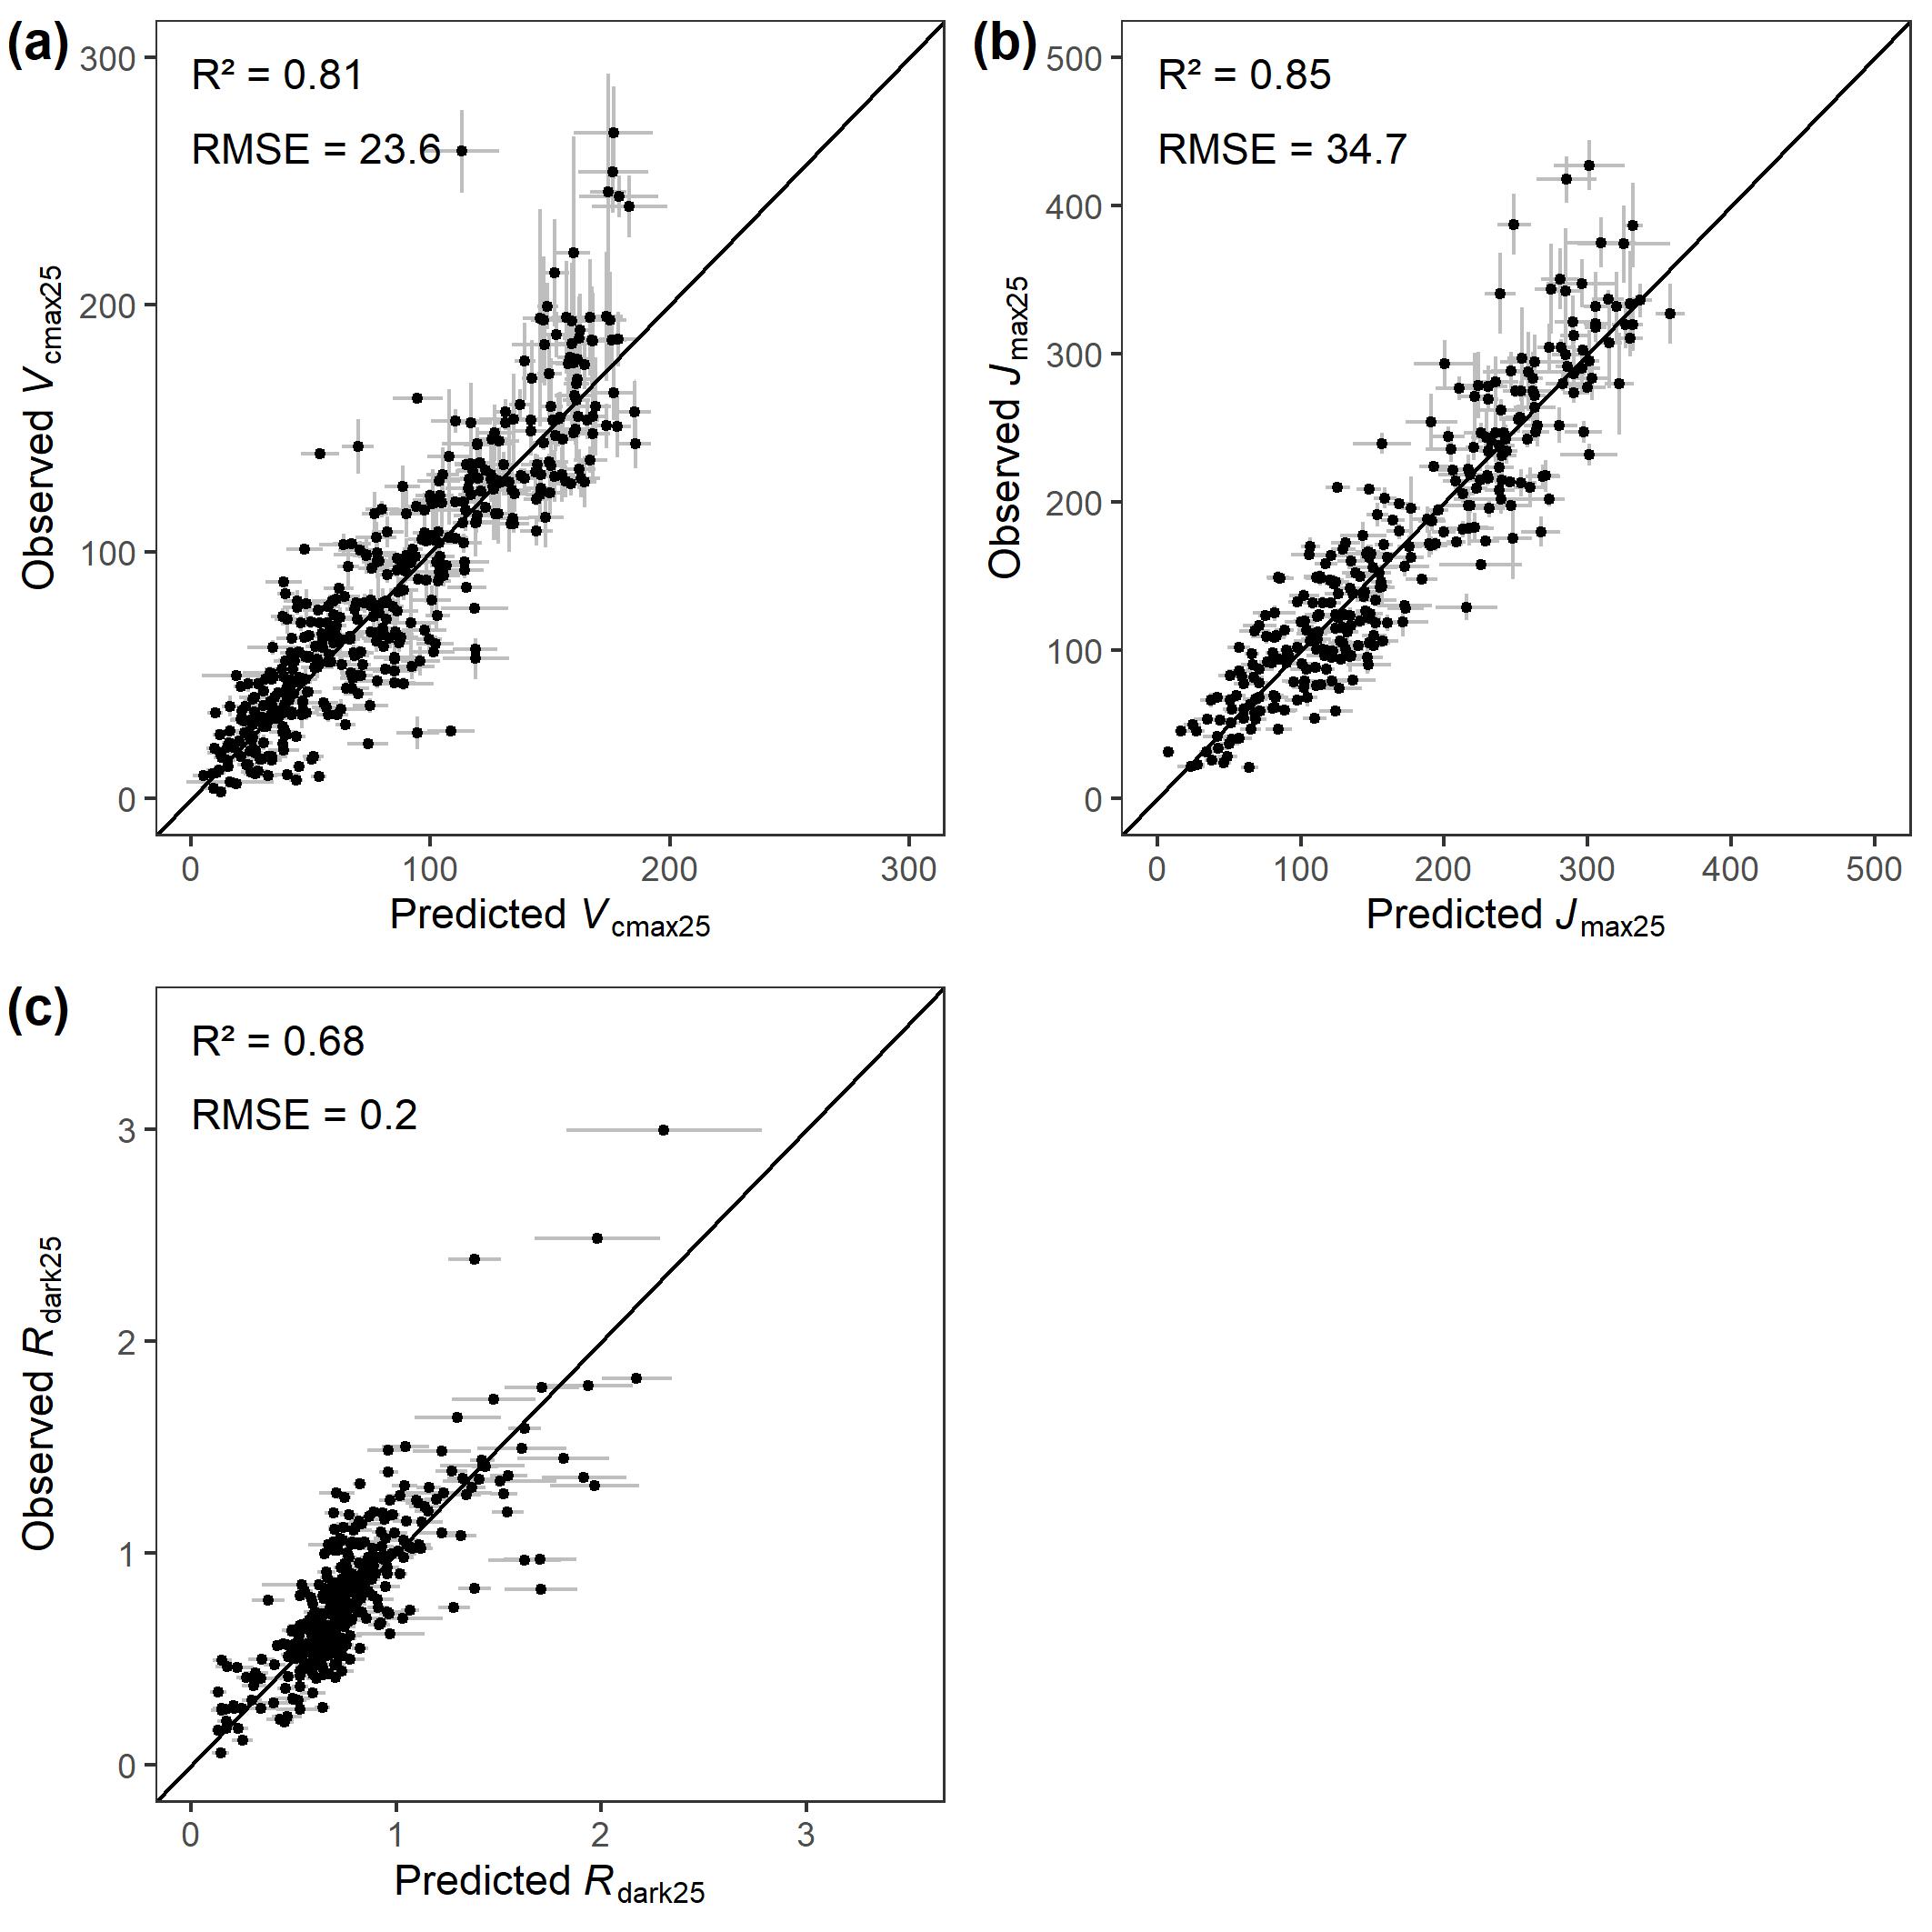 (a)
R² = 0.81
RMSE = 23.6
300
200
100
0
0 100 200 300
Observed Vcmax25
Predicted Vcmax25
(b)
R² = 0.85
RMSE = 34.7
500
400
300
200
100
0
0 100 200 300 400 500
Observed Jmax25
Predicted Jmax25
(c)
R² = 0.68
RMSE = 0.2
3
2
1
0
0 1 2 3
Observed Rdark25
Predicted Rdark25